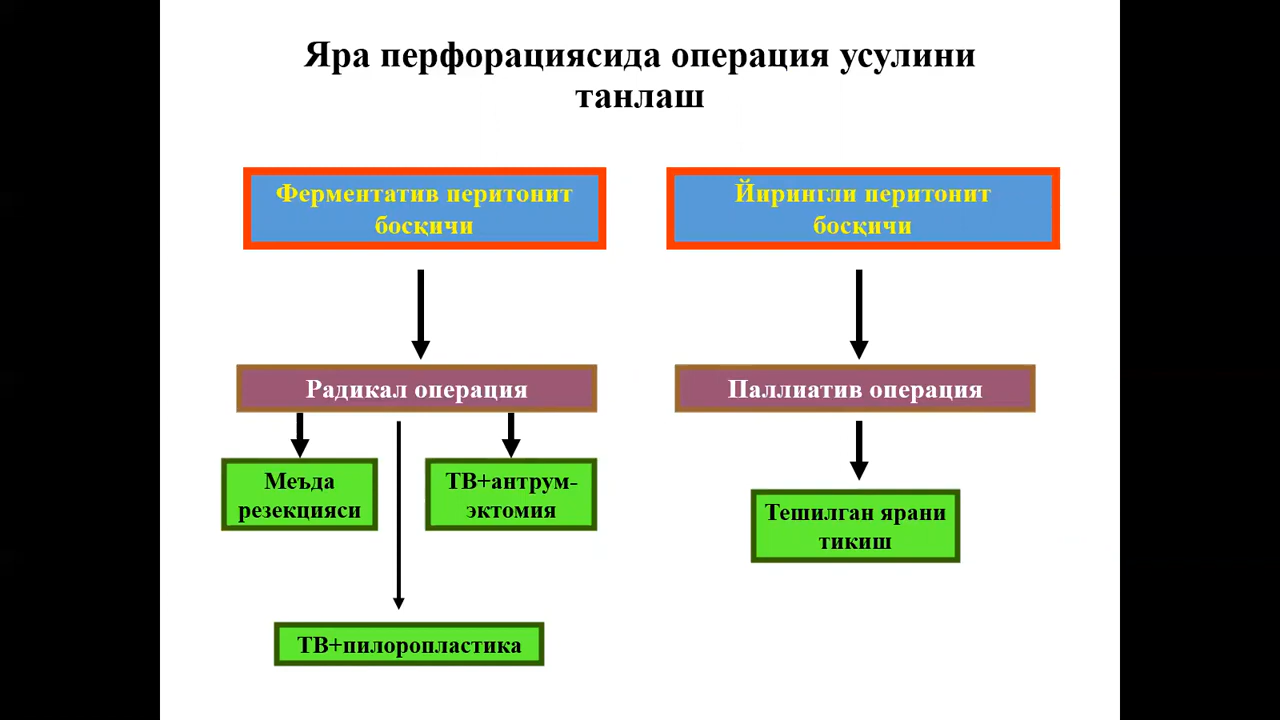 Яра перфорациясида операция усулини
танлаш
Ферментатив перитонит
босқичи
Йирингли перитонит
босқичи
Радикал операция
Паллиатив операция
Меъда
резекцияси
ТВ+антрум-
эктомия
Тешилган ярани
тикиш
ТВ+пилоропластика